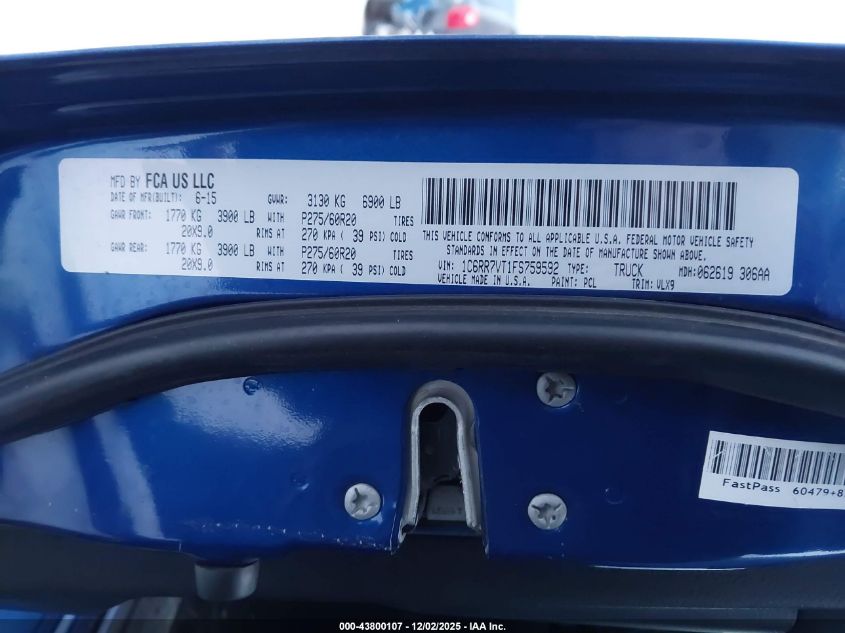 MFD BY FCA US LLC
DATE OF MFR(BUILT): 6-15 GVWR: 3130 KG 6900 LB
GAWR FRONT: 1770 KG 3900 LB WITH P275/60R20 TIRES
20X9.0 RIMS AT 270 KPA ( 39 PSI) COLD
GAWR REAR: 1770 KG 3900 LB WITH P275/60R20 TIRES
20X9.0 RIMS AT 270 KPA ( 39 PSI) COLD
THIS VEHICLE CONFORMS TO ALL APPLICABLE U.S.A. FEDERAL MOTOR VEHICLE SAFETY
STANDARDS IN EFFECT ON THE DATE OF MANUFACTURE SHOWN ABOVE.
VIN: 1C6RR7VT1FS759592 TYPE: TRUCK MDH:062619 306AA
VEHICLE MADE IN U.S.A. PAINT: PCL TRIM: VLX9
FastPass 60479+8
000-43800107 - 12/02/2025 - IAA Inc.